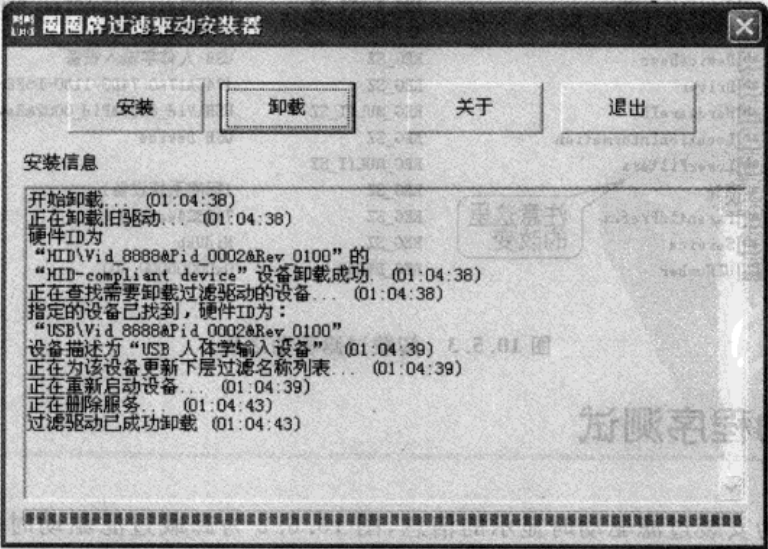 圈圈牌过滤驱动安装器
安装 卸载 关于 退出
安装信息
开始卸载... (01:04:38)
正在卸载旧驱动... (01:04:38)
硬件ID为
“HID\Vid_8888&Pid_0002&Rev_0100”的
“HID-compliant device”设备卸载成功. (01:04:38)
正在查找需要卸载过滤驱动的设备... (01:04:38)
指定的设备已找到，硬件ID为：
“USB\Vid_8888&Pid_0002&Rev_0100”
设备描述为“USB 人体学输入设备” (01:04:39)
正在为该设备更新下层过滤名称列表... (01:04:39)
正在重新启动设备... (01:04:39)
正在删除服务... (01:04:43)
过滤驱动已成功卸载 (01:04:43)